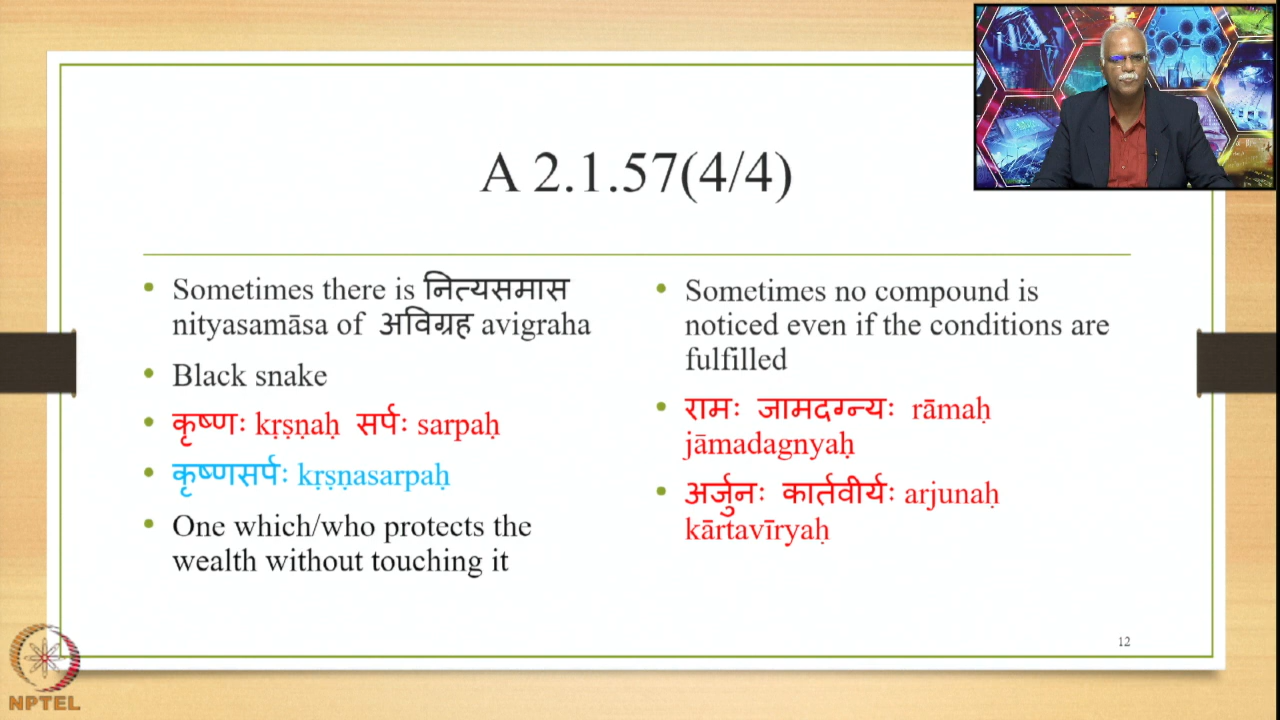 A 2.1.57(4/4)
Sometimes there is नित्यसमास
nityasamāsa of अविग्रह avigraha
Black snake
कृष्णः kṛṣṇaḥ सर्पः sarpaḥ
कृष्णसर्पः kṛṣṇasarpaḥ
One which/who protects the
wealth without touching it
Sometimes no compound is
noticed even if the conditions are
fulfilled
रामः जामदग्न्यः rāmaḥ
jāmadagnyaḥ
अर्जुनः कार्तवीर्यः arjunaḥ
kārtavīryaḥ
12
NPTEL